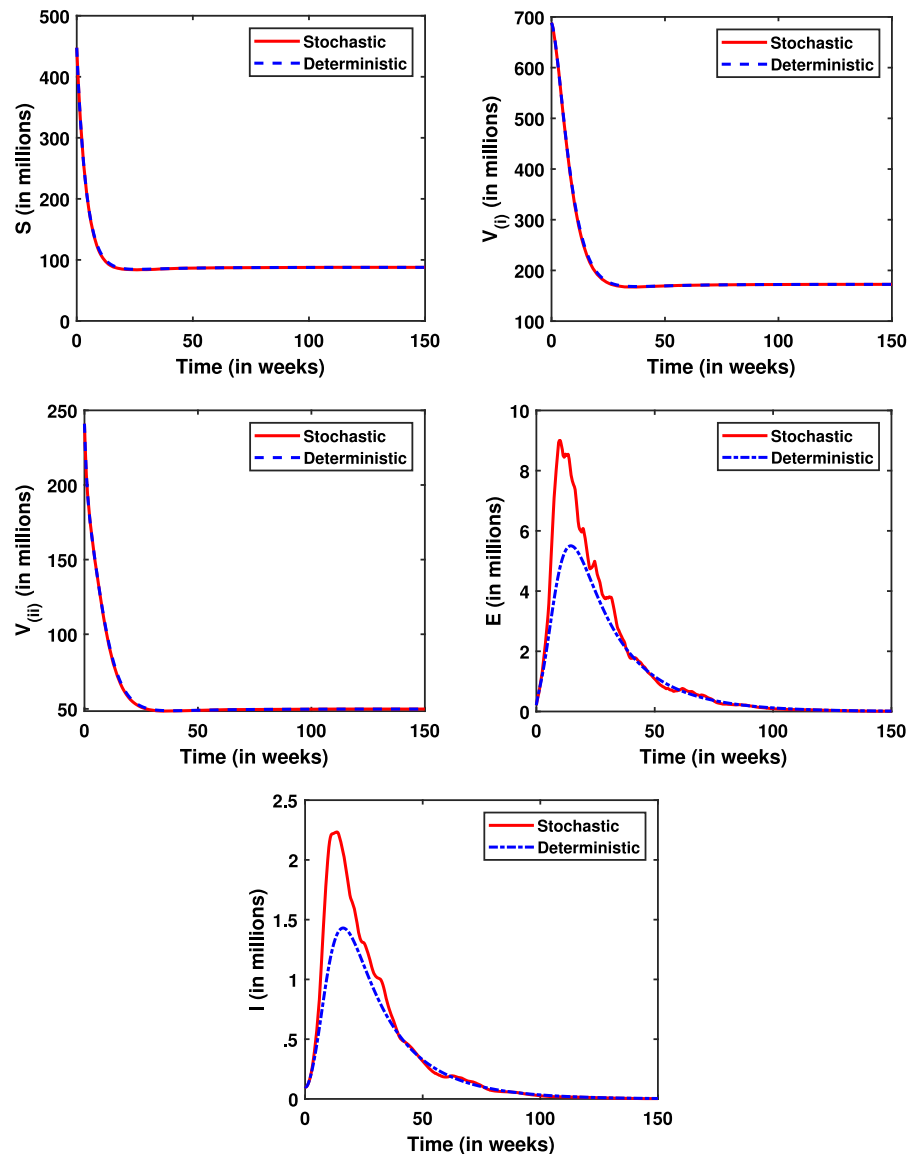 500
400
300
200
100
0
S (in millions)
0 50 100 150
Time (in weeks)
Stochastic
Deterministic
700
600
500
400
300
200
100
V(i) (in millions)
0 50 100 150
Time (in weeks)
Stochastic
Deterministic
250
200
150
100
50
V(ii) (in millions)
0 50 100 150
Time (in weeks)
Stochastic
Deterministic
10
8
6
4
2
0
E (in millions)
0 50 100 150
Time (in weeks)
Stochastic
Deterministic
2.5
2
1.5
1
.5
0
I (in millions)
0 50 100 150
Time (in weeks)
Stochastic
Deterministic